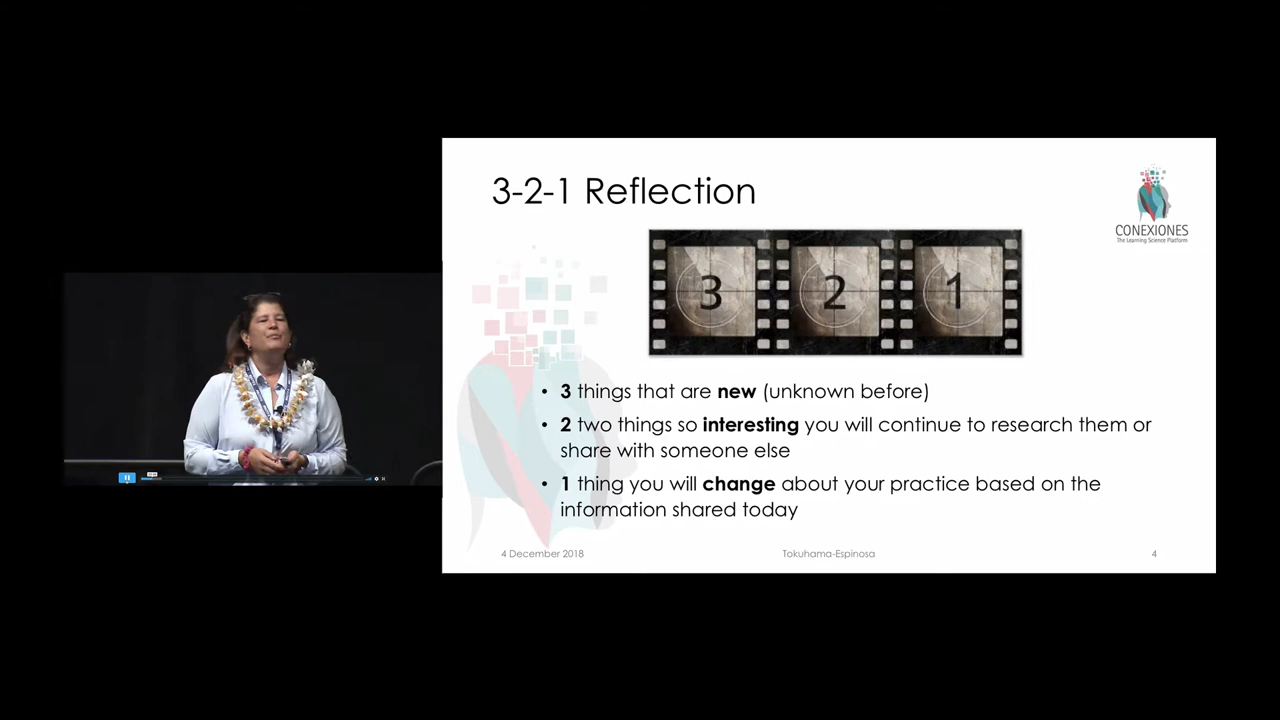 3-2-1 Reflection
CONEXIONES
The Learning Science Platform
3 2 1
• 3 things that are new (unknown before)
• 2 two things so interesting you will continue to research them or
share with someone else
• 1 thing you will change about your practice based on the
information shared today
4 December 2018
Tokuhama-Espinosa
4